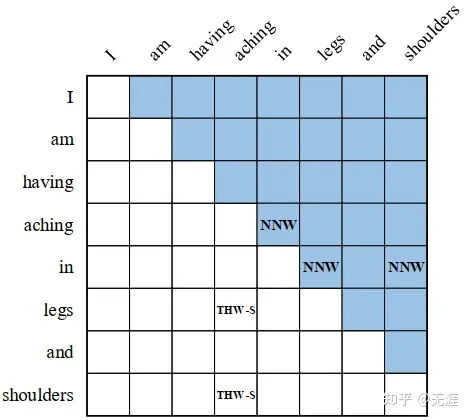 I am having aching in legs and shoulders
I
am
having
aching NNW
in NNW NNW
legs THW-S
and
shoulders THW-S
知乎 @无涯